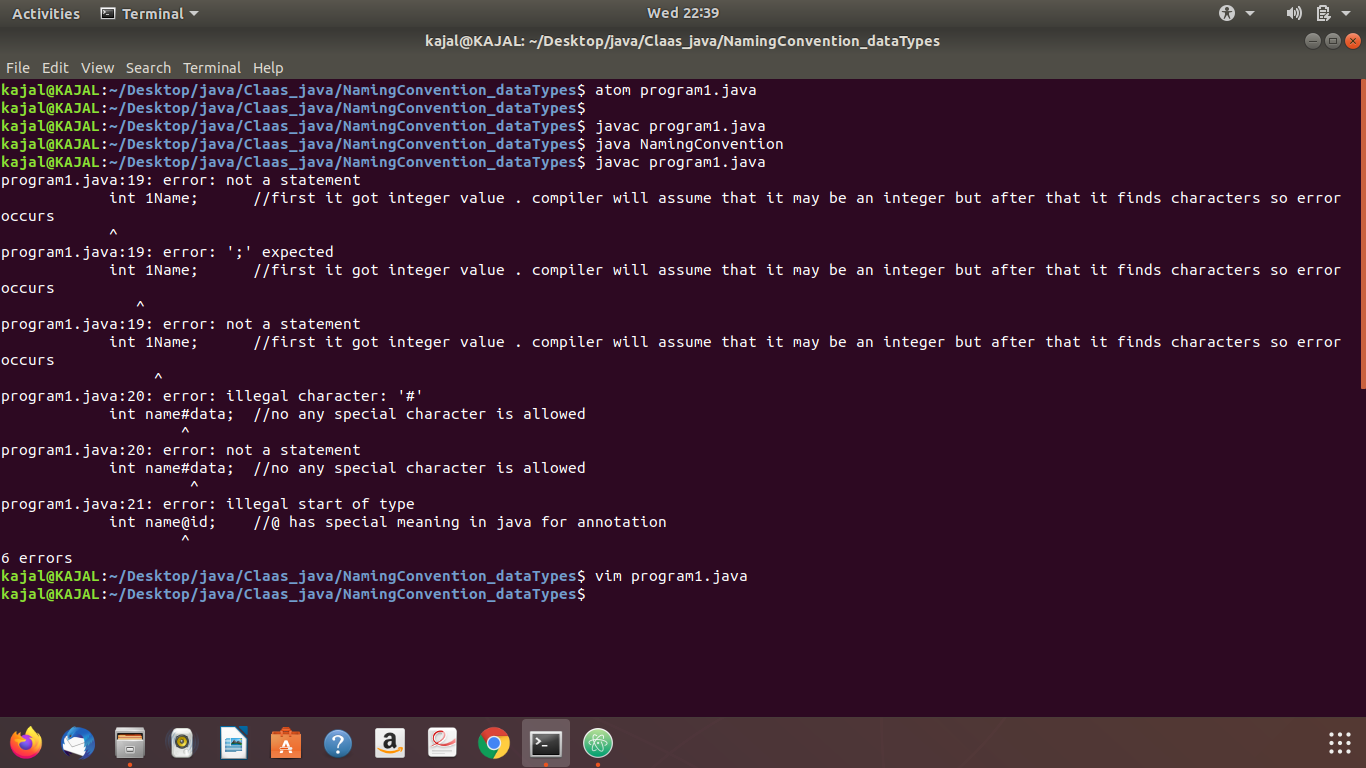 Activities Terminal Wed 22:39
kajal@KAJAL: ~/Desktop/java/Claas_java/NamingConvention_dataTypes
File Edit View Search Terminal Help
kajal@KAJAL:~/Desktop/java/Claas_java/NamingConvention_dataTypes$ atom program1.java
kajal@KAJAL:~/Desktop/java/Claas_java/NamingConvention_dataTypes$
kajal@KAJAL:~/Desktop/java/Claas_java/NamingConvention_dataTypes$ javac program1.java
kajal@KAJAL:~/Desktop/java/Claas_java/NamingConvention_dataTypes$ java NamingConvention
kajal@KAJAL:~/Desktop/java/Claas_java/NamingConvention_dataTypes$ javac program1.java
program1.java:19: error: not a statement
            int 1Name;      //first it got integer value . compiler will assume that it may be an integer but after that it finds characters so error
occurs
            ^
program1.java:19: error: ';' expected
            int 1Name;      //first it got integer value . compiler will assume that it may be an integer but after that it finds characters so error
occurs
               ^
program1.java:19: error: not a statement
            int 1Name;      //first it got integer value . compiler will assume that it may be an integer but after that it finds characters so error
occurs
                 ^
program1.java:20: error: illegal character: '#'
            int name#data;  //no any special character is allowed
                    ^
program1.java:20: error: not a statement
            int name#data;  //no any special character is allowed
                     ^
program1.java:21: error: illegal start of type
            int name@id;    //@ has special meaning in java for annotation
                    ^
6 errors
kajal@KAJAL:~/Desktop/java/Claas_java/NamingConvention_dataTypes$ vim program1.java
kajal@KAJAL:~/Desktop/java/Claas_java/NamingConvention_dataTypes$